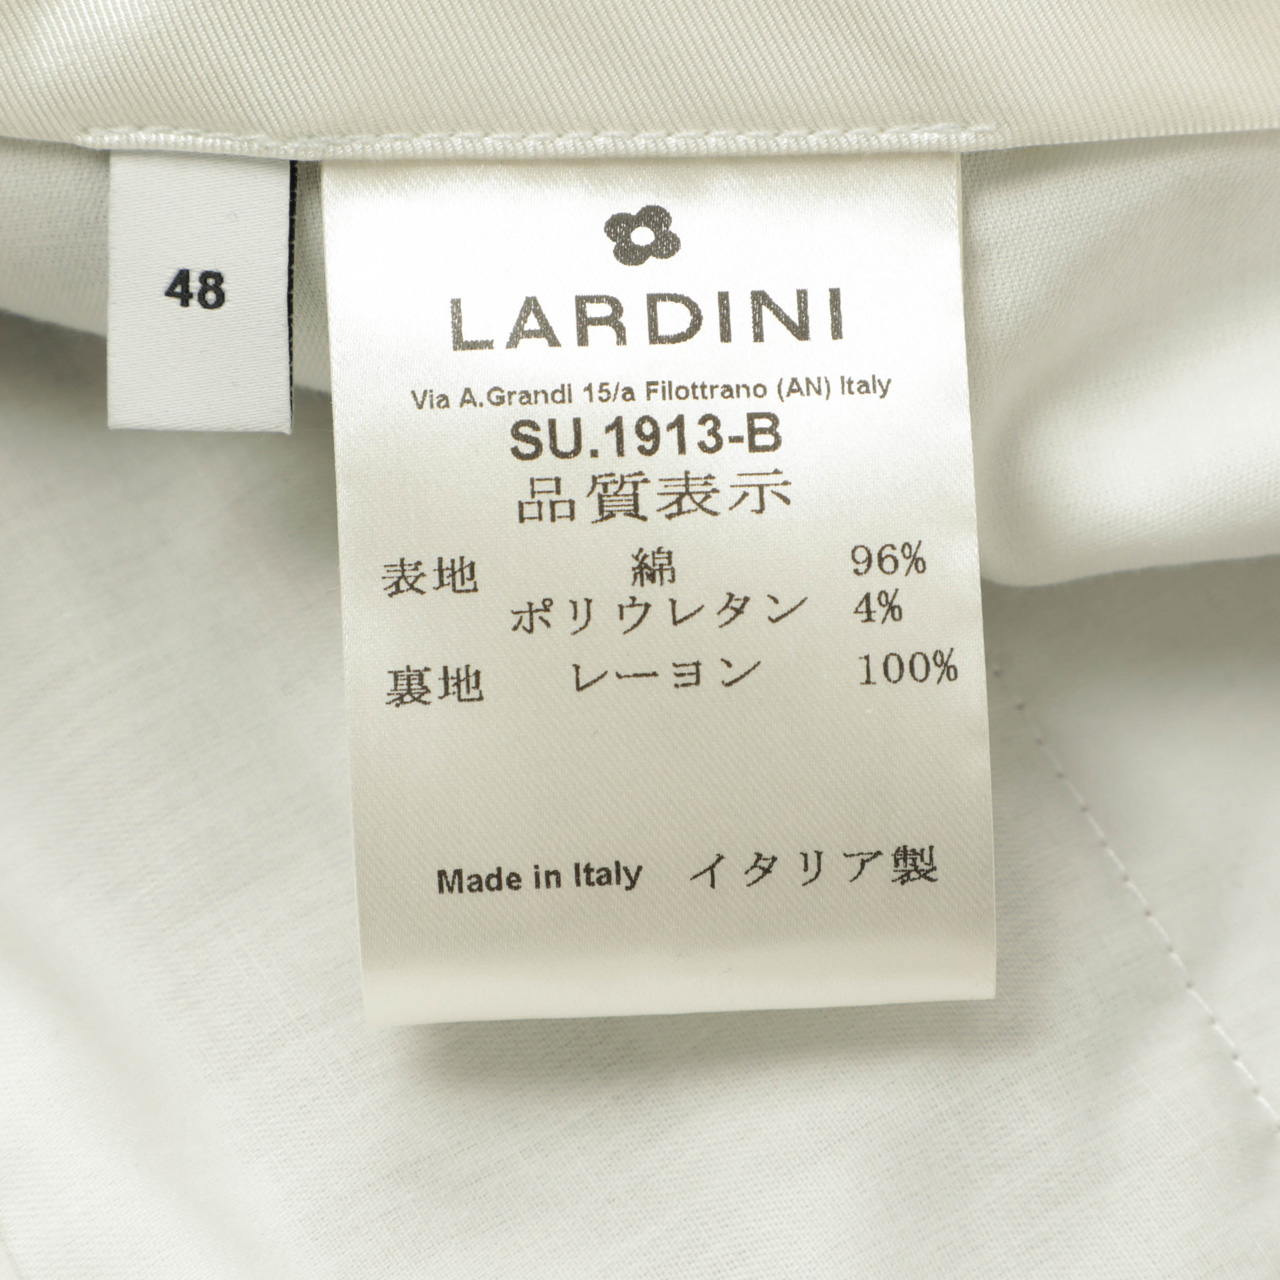 48
LARDINI
Via A.Grandi 15/a Filottrano (AN) Italy
SU.1913-B
品質表示
表地 綿 96%
ポリウレタン 4%
裏地 レーヨン 100%
Made in Italy イタリア製